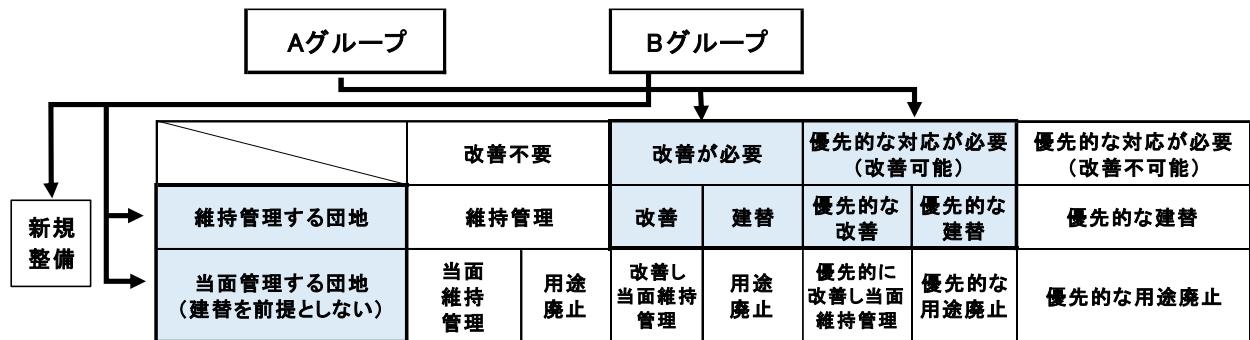 Aグループ
Bグループ
新規
整備
改善不要
改善が必要
優先的な対応が必要
(改善可能)
優先的な対応が必要
(改善不可能)
維持管理する団地
維持管理
改善
建替
優先的な
改善
優先的な
建替
優先的な建替
当面管理する団地
(建替を前提としない)
当面
維持
管理
用途
廃止
改善し
当面維持
管理
用途
廃止
優先的に
改善し当面
維持管理
優先的な
用途廃止
優先的な用途廃止